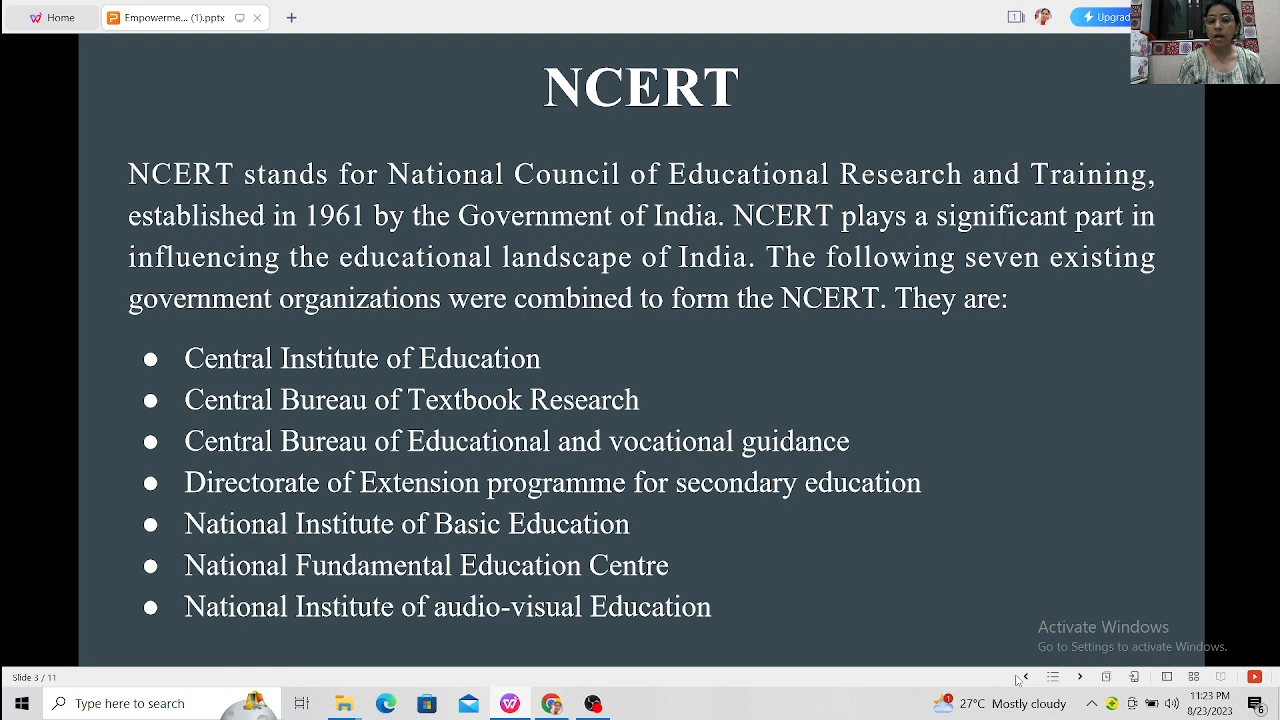 Home
Empowerme... (1).pptx
1
Upgrad
NCERT
NCERT stands for National Council of Educational Research and Training,
established in 1961 by the Government of India. NCERT plays a significant part in
influencing the educational landscape of India. The following seven existing
government organizations were combined to form the NCERT. They are:
● Central Institute of Education
● Central Bureau of Textbook Research
● Central Bureau of Educational and vocational guidance
● Directorate of Extension programme for secondary education
● National Institute of Basic Education
● National Fundamental Education Centre
● National Institute of audio-visual Education
Activate Windows
Go to Settings to activate Windows.
Slide 3 / 11
Type here to search
1
27°C Mostly cloudy
11:23 PM
8/23/2023
6